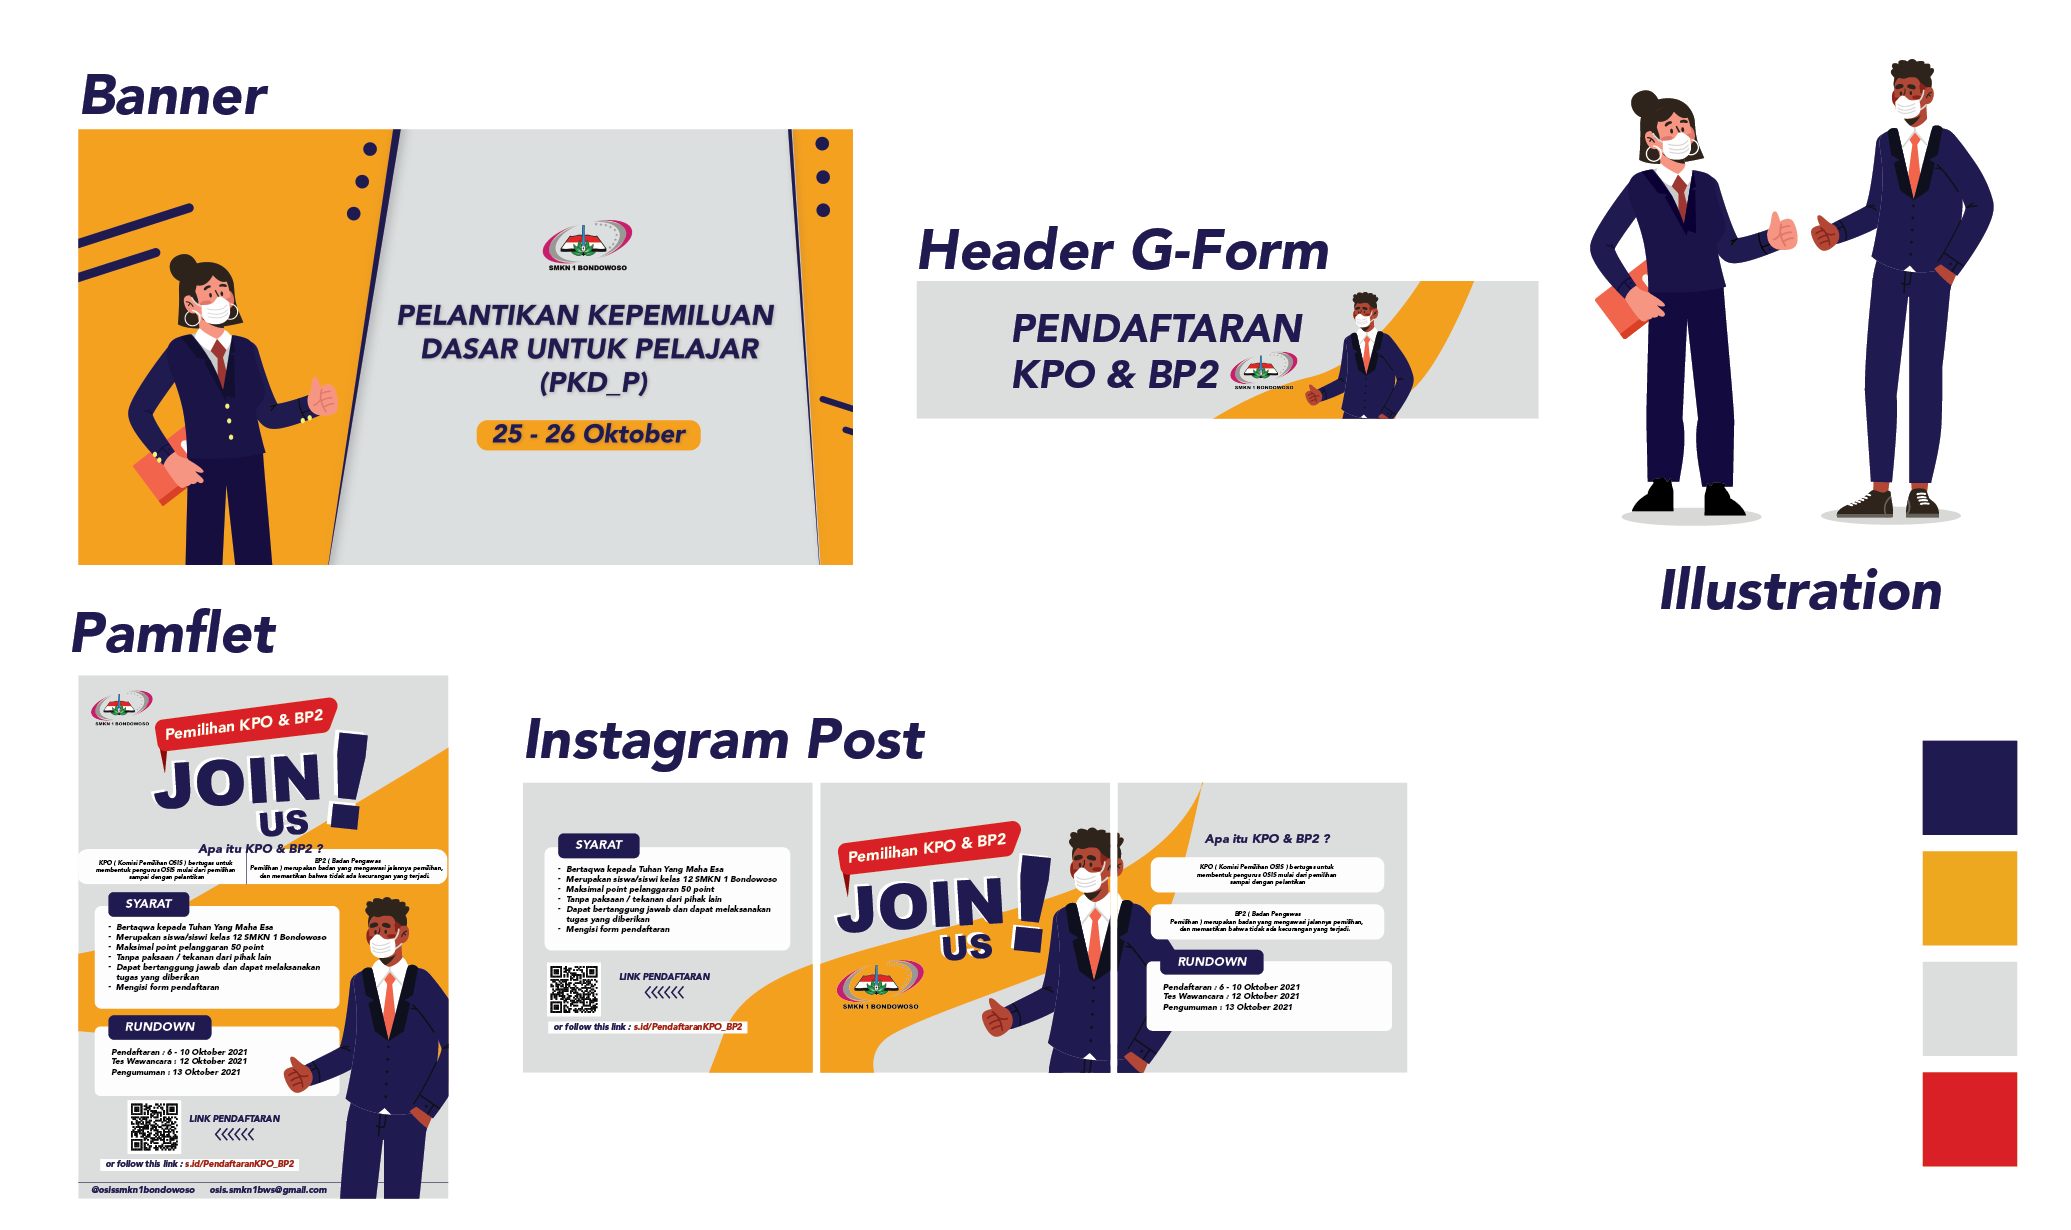 Banner
SMKN 1 BONDOWOSO
PELANTIKAN KEPEMILUAN
DASAR UNTUK PELAJAR
(PKD_P)
25 - 26 Oktober
Header G-Form
PENDAFTARAN
KPO & BP2
SMKN 1 BONDOWOSO
Illustration
Pamflet
SMKN 1 BONDOWOSO
Pemilihan KPO & BP2
JOIN
US !
Apa itu KPO & BP2 ?
KPO ( Komisi Pemilihan OSIS ) bertugas untuk
membentuk pengurus OSIS mulai dari pemilihan
sampai dengan pelantikan
BP2 ( Badan Pengawas
Pemilihan ) merupakan badan yang mengawasi jalannya pemilihan,
dan memastikan bahwa tidak ada kecurangan yang terjadi.
SYARAT
- Bertaqwa kepada Tuhan Yang Maha Esa
- Merupakan siswa/siswi kelas 12 SMKN 1 Bondowoso
- Maksimal point pelanggaran 50 point
- Tanpa paksaan / tekanan dari pihak lain
- Dapat bertanggung jawab dan dapat melaksanakan
tugas yang diberikan
- Mengisi form pendaftaran
RUNDOWN
Pendaftaran : 6 - 10 Oktober 2021
Tes Wawancara : 12 Oktober 2021
Pengumuman : 13 Oktober 2021
LINK PENDAFTARAN
or follow this link : s.id/PendaftaranKPO_BP2
@osissmkn1bondowoso osis.smkn1bws@gmail.com
Instagram Post
SYARAT
- Bertaqwa kepada Tuhan Yang Maha Esa
- Merupakan siswa/siswi kelas 12 SMKN 1 Bondowoso
- Maksimal point pelanggaran 50 point
- Tanpa paksaan / tekanan dari pihak lain
- Dapat bertanggung jawab dan dapat melaksanakan
tugas yang diberikan
- Mengisi form pendaftaran
LINK PENDAFTARAN
or follow this link : s.id/PendaftaranKPO_BP2
Pemilihan KPO & BP2
JOIN
US !
SMKN 1 BONDOWOSO
Apa itu KPO & BP2 ?
KPO ( Komisi Pemilihan OSIS ) bertugas untuk
membentuk pengurus OSIS mulai dari pemilihan
sampai dengan pelantikan
BP2 ( Badan Pengawas
Pemilihan ) merupakan badan yang mengawasi jalannya pemilihan,
dan memastikan bahwa tidak ada kecurangan yang terjadi.
RUNDOWN
Pendaftaran : 6 - 10 Oktober 2021
Tes Wawancara : 12 Oktober 2021
Pengumuman : 13 Oktober 2021